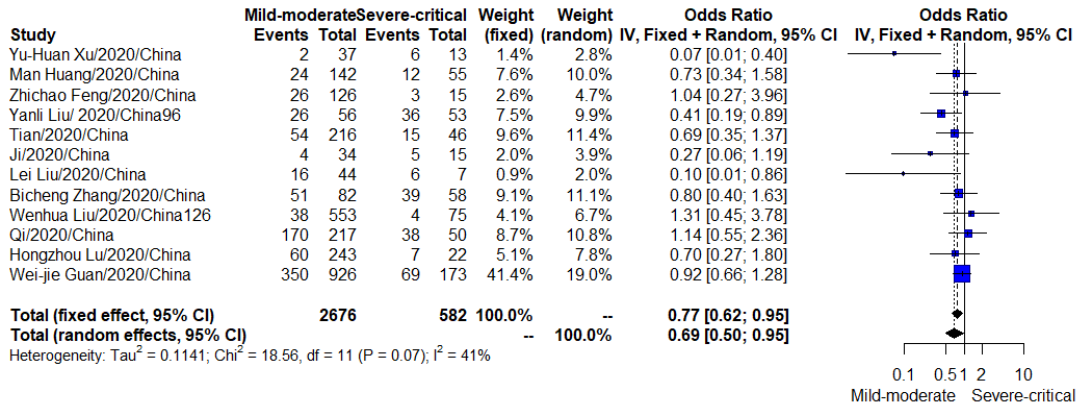 Mild-moderate Severe-critical Weight Weight Odds Ratio Odds Ratio
Study Events Total Events Total (fixed) (random) IV, Fixed + Random, 95% CI IV, Fixed + Random, 95% CI
Yu-Huan Xu/2020/China 2 37 6 13 1.4% 2.8% 0.07 [0.01; 0.40]
Man Huang/2020/China 24 142 12 55 7.6% 10.0% 0.73 [0.34; 1.58]
Zhichao Feng/2020/China 26 126 3 15 2.4% 4.7% 1.04 [0.27; 3.96]
Yanli Liu/ 2020/China96 26 56 36 53 7.5% 9.9% 0.41 [0.19; 0.89]
Tian/2020/China 54 216 15 46 9.6% 11.4% 0.69 [0.35; 1.37]
Ji/2020/China 4 34 5 15 2.0% 3.9% 0.27 [0.06; 1.19]
Lei Liu/2020/China 16 44 6 7 0.9% 2.0% 0.10 [0.01; 0.86]
Bicheng Zhang/2020/China 51 82 39 58 9.1% 11.1% 0.80 [0.40; 1.63]
Wenhua Liu/2020/China126 38 553 4 75 4.1% 6.7% 1.31 [0.45; 3.78]
Qi/2020/China 170 217 38 50 8.7% 10.8% 1.14 [0.55; 2.36]
Hongzhou Lu/2020/China 60 243 7 22 5.1% 7.8% 0.70 [0.27; 1.80]
Wei-jie Guan/2020/China 350 926 69 173 41.4% 19.0% 0.92 [0.66; 1.28]
Total (fixed effect, 95% CI) 2676 582 100.0% -- 0.77 [0.62; 0.95]
Total (random effects, 95% CI) -- 100.0% 0.69 [0.50; 0.95]
Heterogeneity: Tau² = 0.1141; Chi² = 18.56, df = 11 (P = 0.07); I² = 41%
0.1 0.5 1 2 10
Mild-moderate Severe-critical